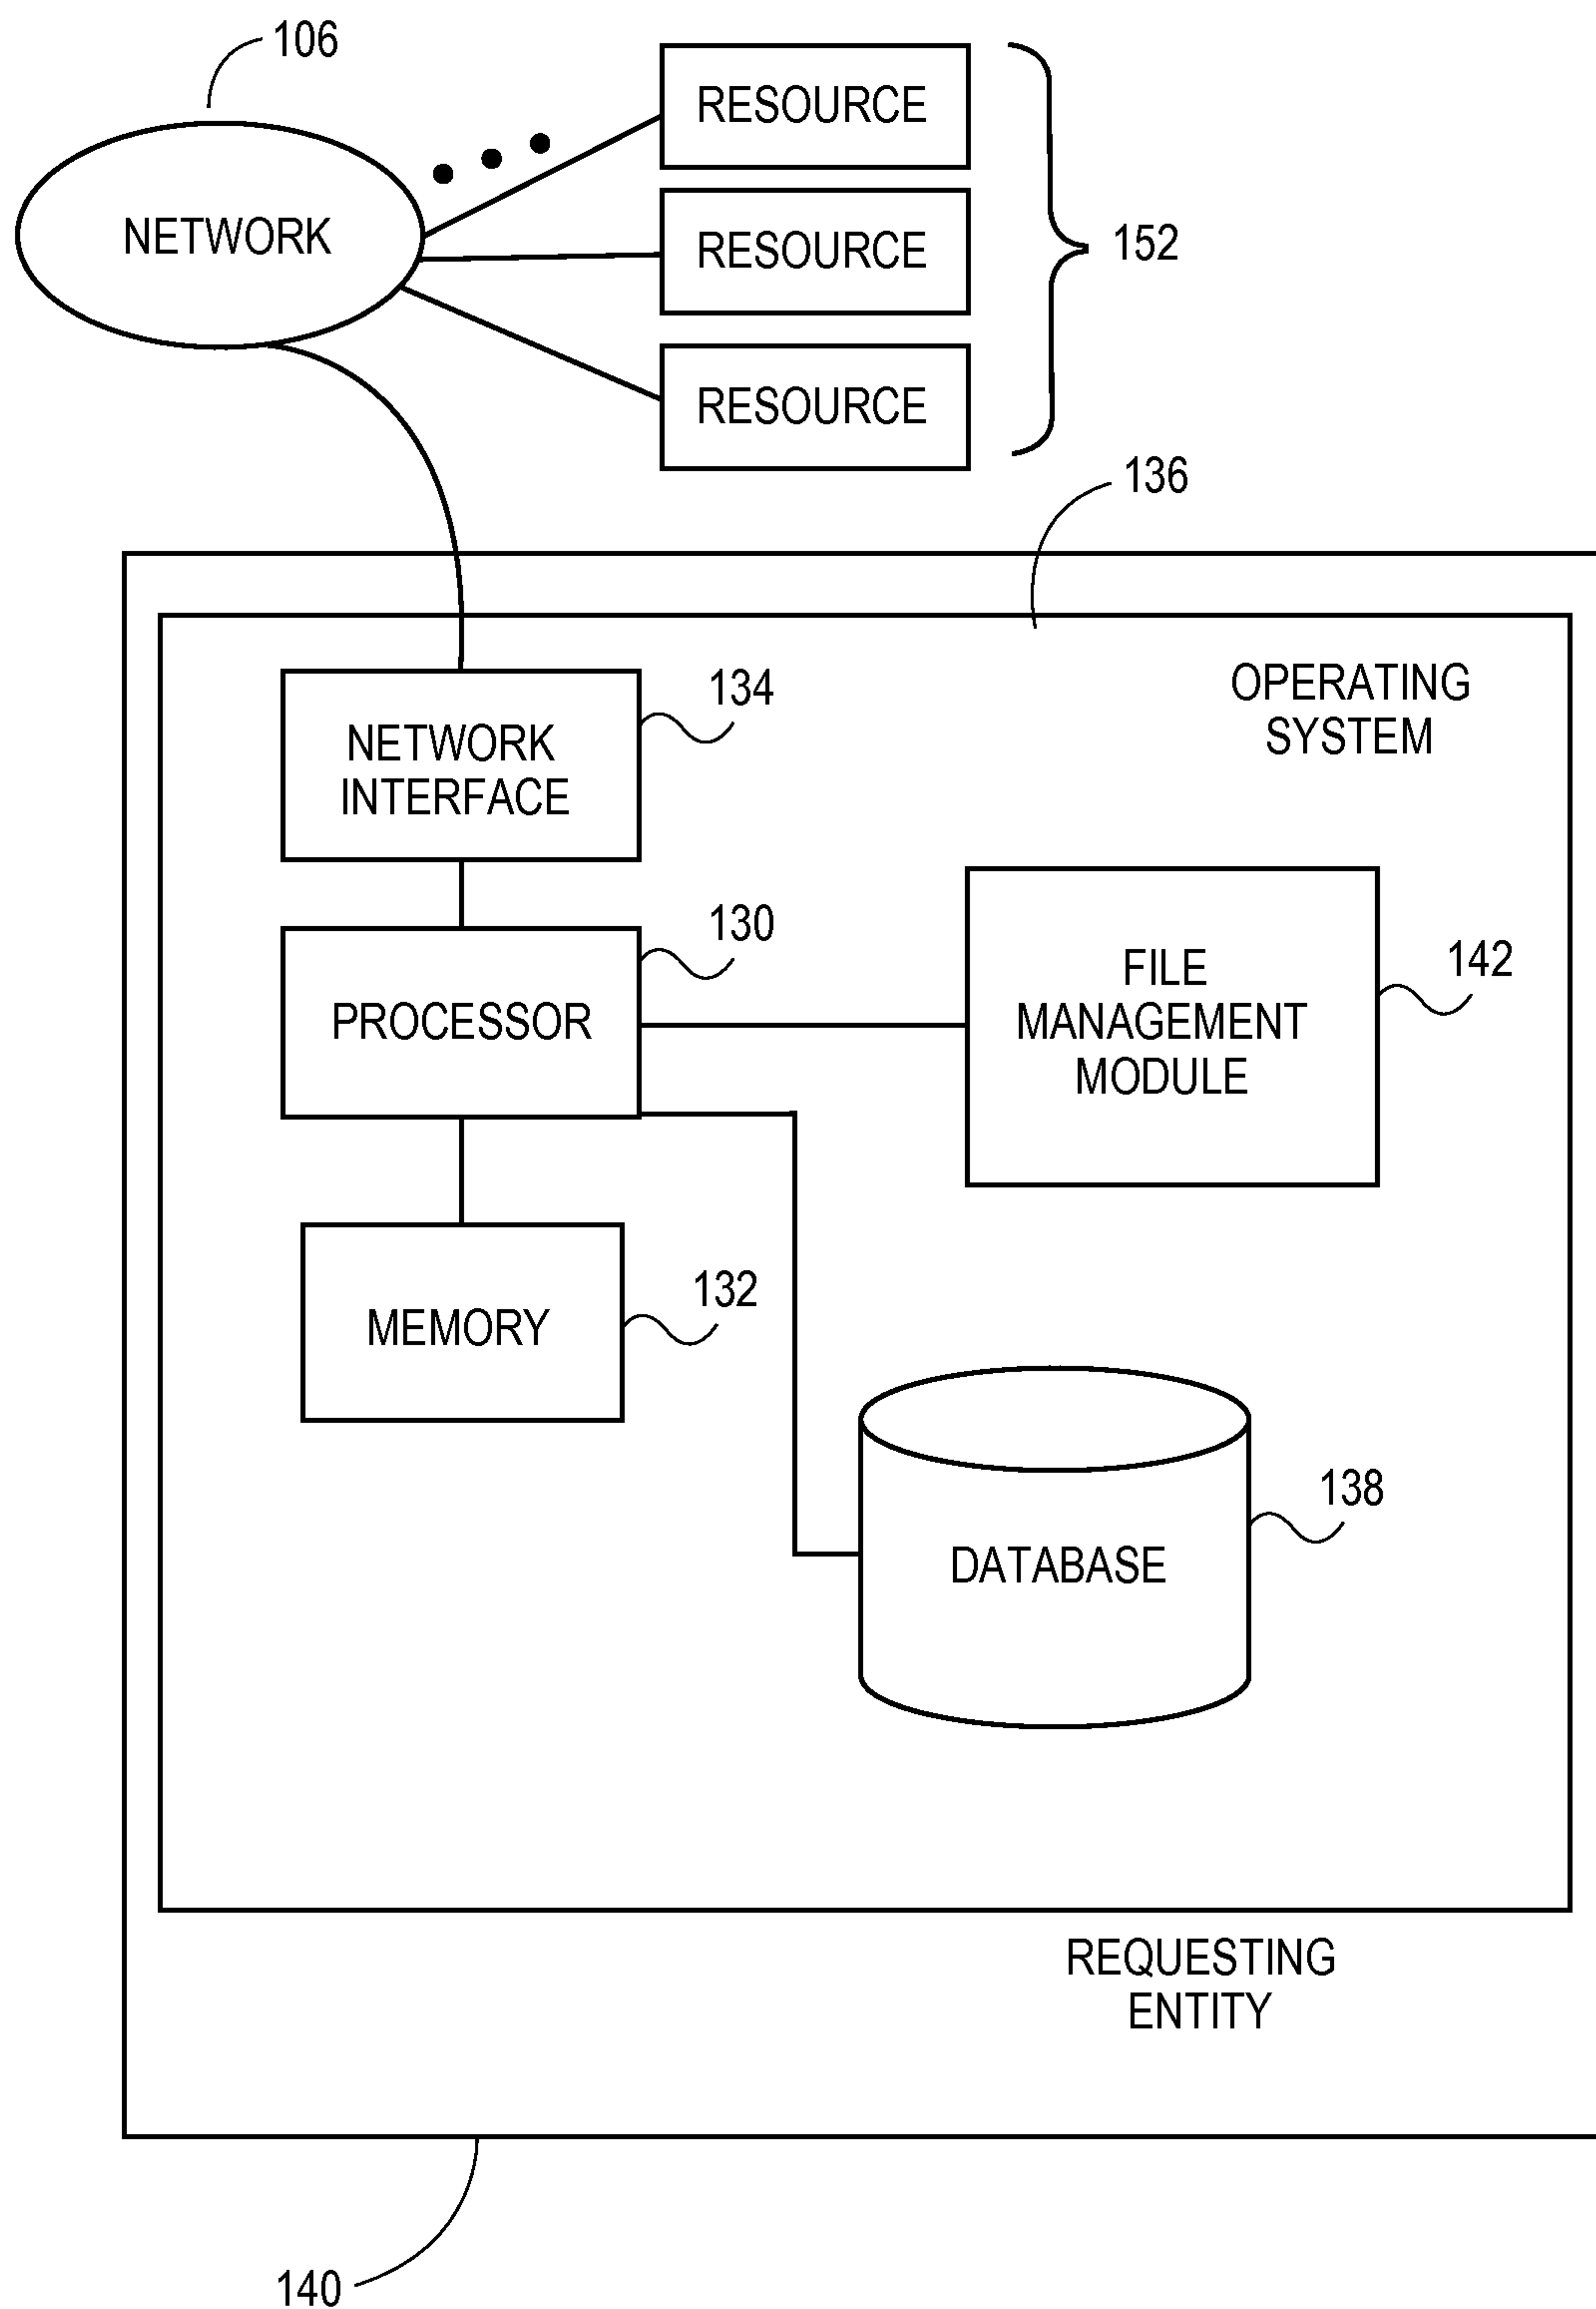 106
RESOURCE
NETWORK
RESOURCE
152
RESOURCE
136
OPERATING
SYSTEM
134
NETWORK
INTERFACE
130
PROCESSOR
FILE
MANAGEMENT
MODULE
142
132
MEMORY
138
DATABASE
REQUESTING
ENTITY
140